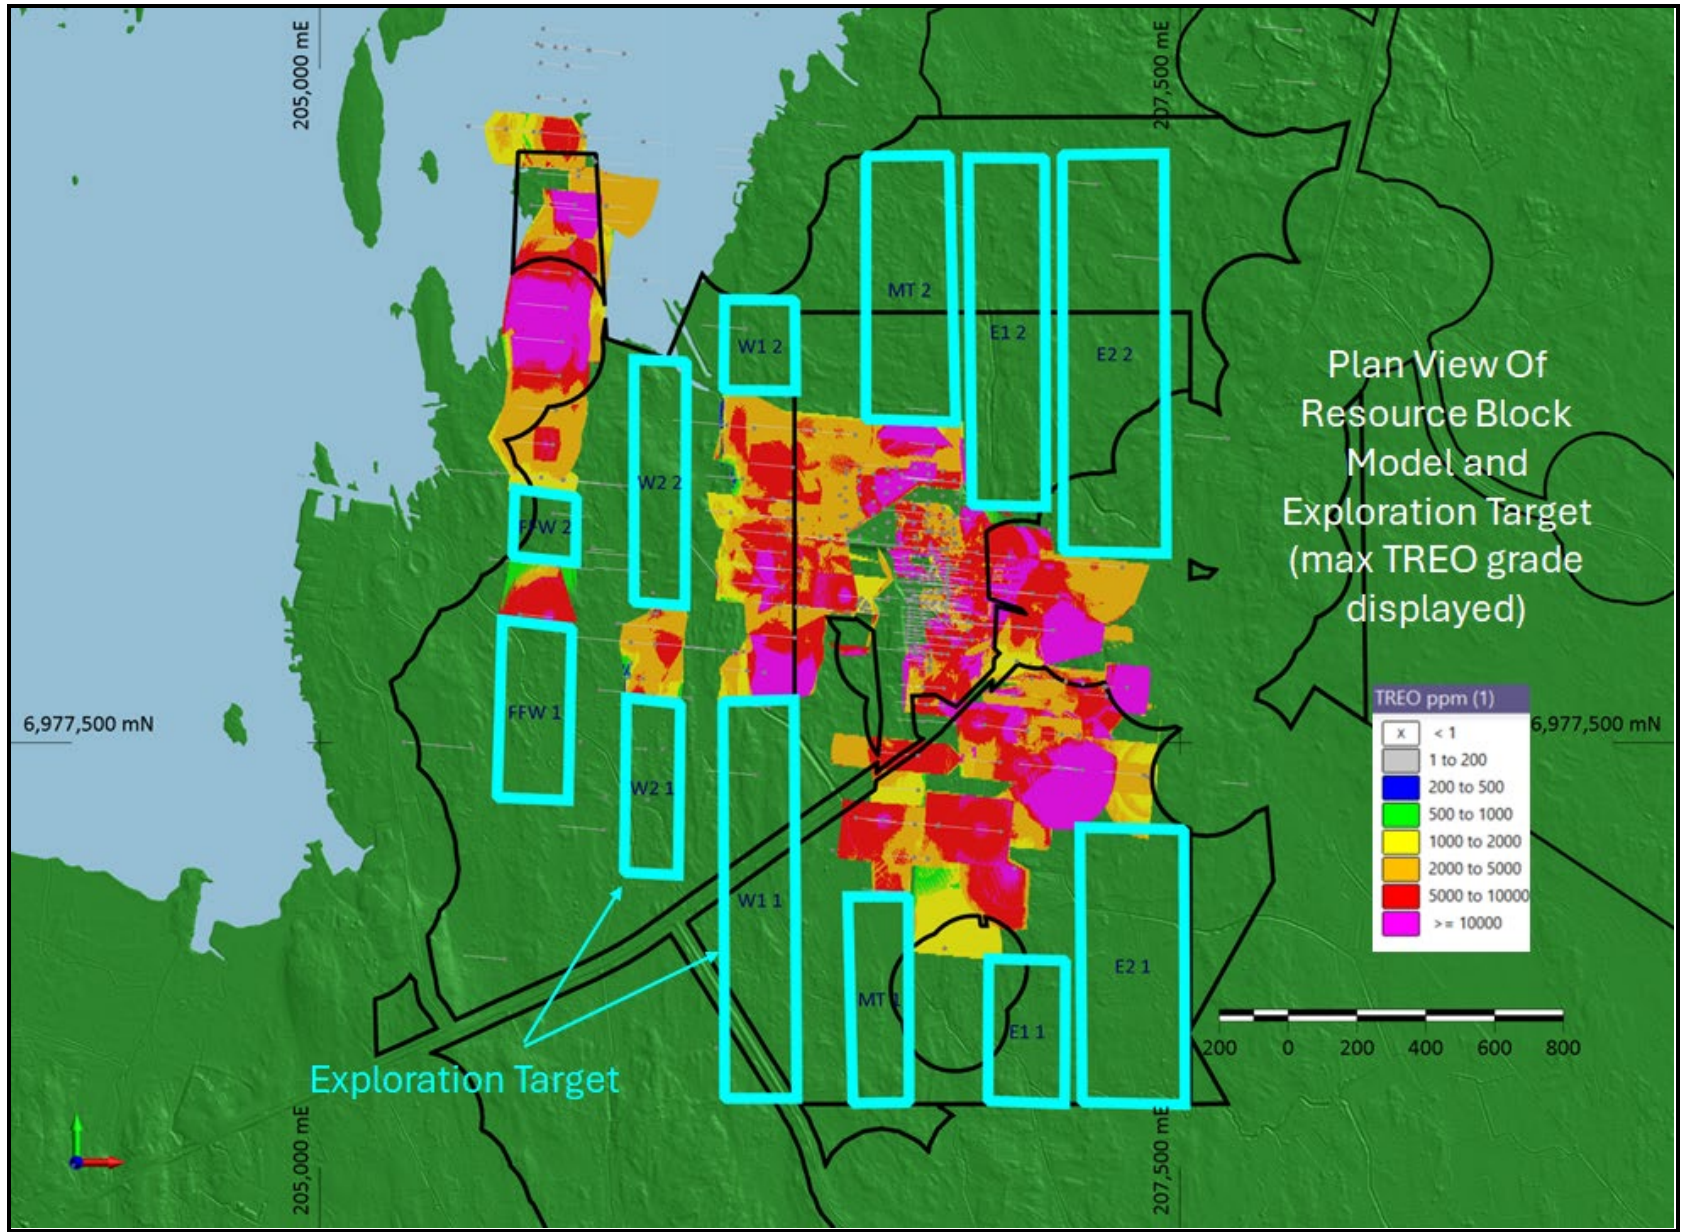 205,000 mE
207,500 mE
MT 2
E1 2
E2 2
W1 2
W2 2
FFW 2
Plan View Of
Resource Block
Model and
Exploration Target
(max TREO grade
displayed)
TREO ppm (1)
x < 1
1 to 200
200 to 500
500 to 1000
1000 to 2000
2000 to 5000
5000 to 10000
>= 10000
6,977,500 mN
6,977,500 mN
FFW 1
W2 1
W1 1
MT 1
E1 1
E2 1
Exploration Target
200 0 200 400 600 800
205,000 mE
207,500 mE